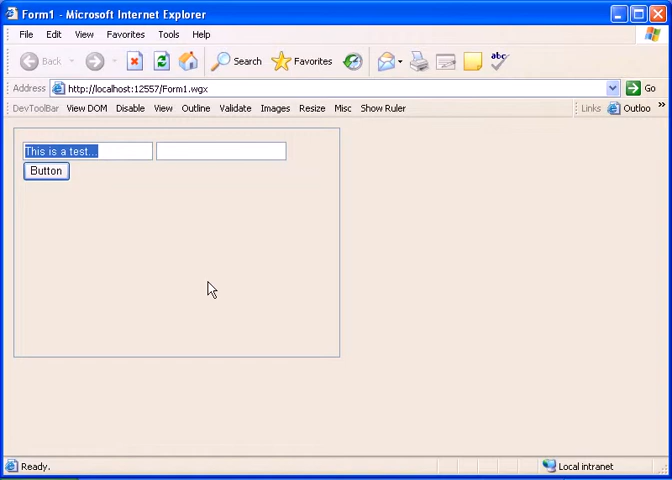 Form1 - Microsoft Internet Explorer
File Edit View Favorites Tools Help
Back Search Favorites abc
Address http://localhost:12557/Form1.wgx Go
DevToolBar View DOM Disable View Outline Validate Images Resize Misc Show Ruler Links Outloo »
This is a test...
Button
Ready. Local intranet